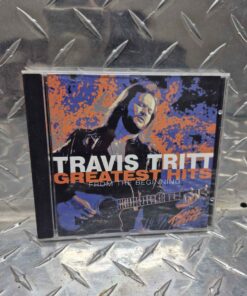 TRAVIS TRITT
GREATEST HITS
FROM THE BEGINNING